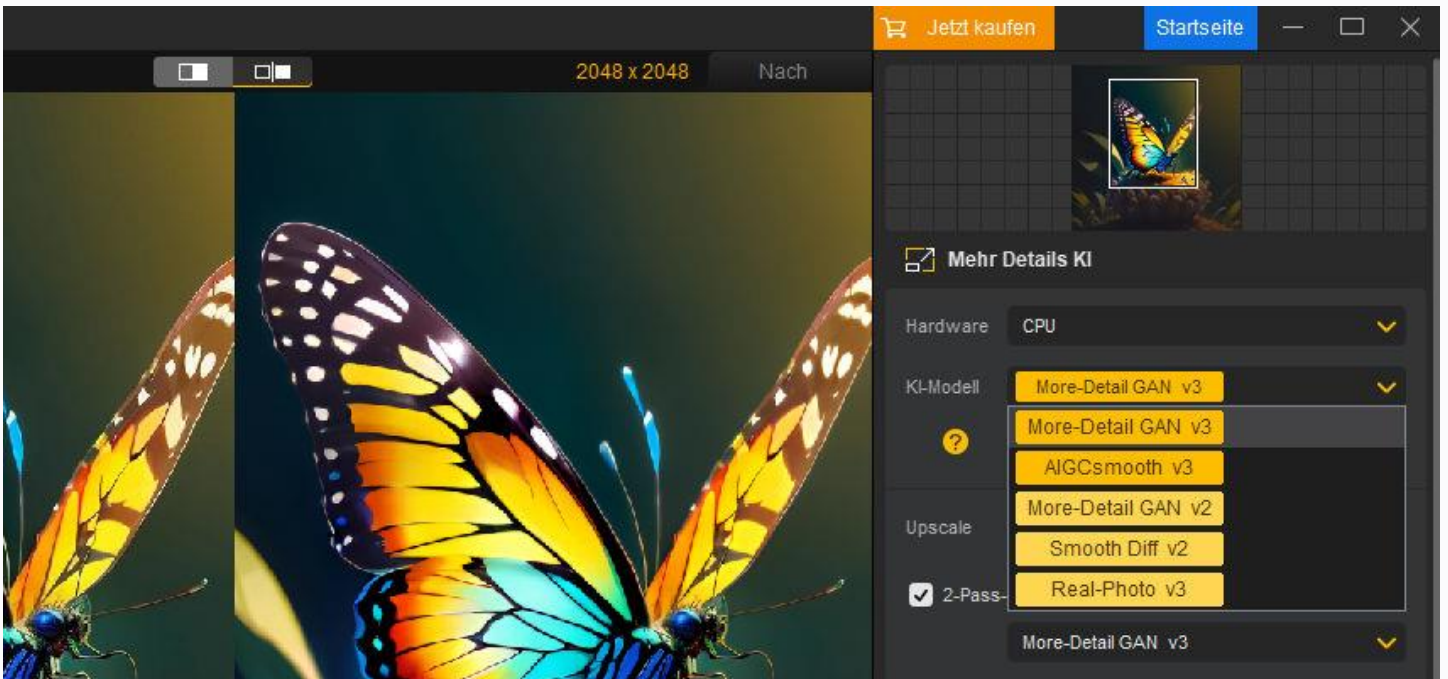 Jetzt kaufen
Startseite
2048 x 2048
Nach
Mehr Details KI
Hardware
CPU
KI-Modell
More-Detail GAN v3
?
More-Detail GAN v3
AIGCsmooth v3
More-Detail GAN v2
Smooth Diff v2
Real-Photo v3
Upscale
2-Pass-
More-Detail GAN v3